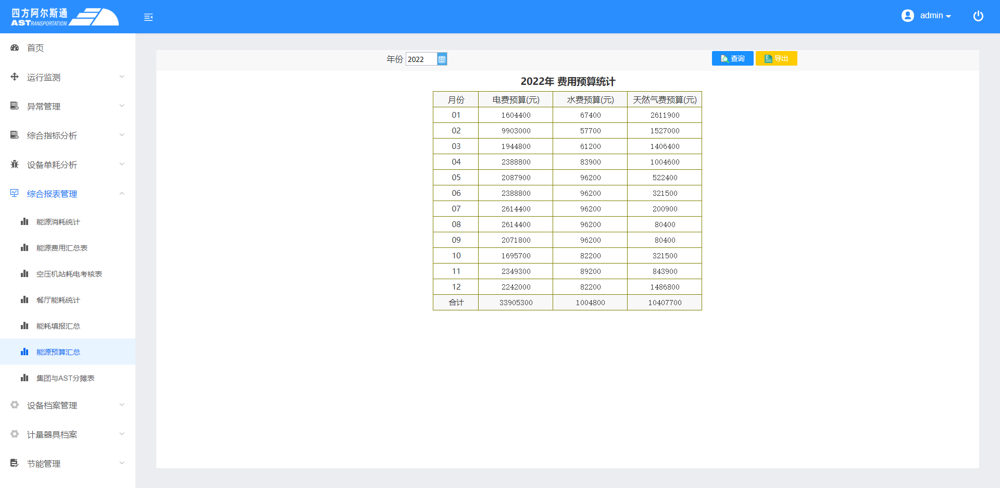 四方阿尔斯通
ASTRANSPORTATION
admin
首页
运行监测
异常管理
综合指标分析
设备单耗分析
综合报表管理
能源消耗统计
能源费用汇总表
空压机站耗电考核表
餐厅能耗统计
能耗填报汇总
能源预算汇总
集团与AST分摊表
设备档案管理
计量器具档案
节能管理
年份 2022 查询 导出
2022年 费用预算统计
月份 电费预算(元) 水费预算(元) 天然气费预算(元)
01 1604400 67400 2611900
02 9903000 57700 1527000
03 1944800 61200 1406400
04 2388800 83900 1004600
05 2087900 96200 522400
06 2388800 96200 321500
07 2614400 96200 200900
08 2614400 96200 80400
09 2071800 96200 80400
10 1695700 82200 321500
11 2349300 89200 843900
12 2242000 82200 1486800
合计 33905300 1004800 10407700